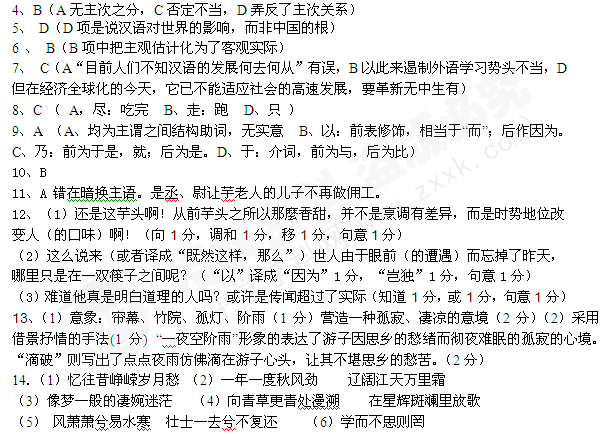 4、B（A 无主次之分，C 否定不当，D 弄反了主次关系）
5、 D（D 项是说汉语对世界的影响，而非中国的根）
6 、 B（B 项中把主观估计化为了客观实际）
7、 C（A“目前人们不知汉语的发展何去何从”有误，B 以此来遏制外语学习势头不当，D
但在经济全球化的今天，它已不能适应社会的高速发展，要革新无中生有）
8、C （ A，尽：吃完 B、走：跑 D、只 ）
9、A （A、均为主谓之间结构助词，无实意 B、以：前表修饰，相当于“而”；后作因为。
C、乃：前为于是，就；后为是。D、于：介词，前为与，后为比）
10、B
11、A 错在暗换主语。是丞、尉让芋老人的儿子不再做佣工。
12、（1）还是这芋头啊！从前芋头之所以那麼香甜，并不是烹调有差异，而是时势地位改
变人（的口味）啊！（向 1 分，调和 1 分，移 1 分，句意 1 分）
（2）这么说来（或者译成“既然这样，那么”）世人由于眼前（的遭遇）而忘掉了昨天，
哪里只是在一双筷子之间呢？（“以”译成“因为”1 分，“岂独”1 分，句意 1 分）
（3）难道他真是明白道理的人吗？或许是传闻超过了实际（知道 1 分，或 1 分，句意 1 分）
13、（1）意象：帘幕、竹院、孤灯、阶雨（1 分）营造一种孤寂、凄凉的意境（2 分）（2）采用
借景抒情的手法(1 分) “一夜空阶雨”形象的表达了游子因思乡的愁绪而彻夜难眠的孤寂的心境。
“滴破”则写出了点点夜雨仿佛滴在游子心头，让其不堪思乡的愁苦。（2 分）
14.（1）忆往昔峥嵘岁月愁 （2）一年一度秋风劲 辽阔江天万里霜
（3）像梦一般的凄婉迷茫 （4）向青草更青处漫溯 在星辉斑斓里放歌
（5） 风萧萧兮易水寒 壮士一去兮不复还 （6）学而不思则罔